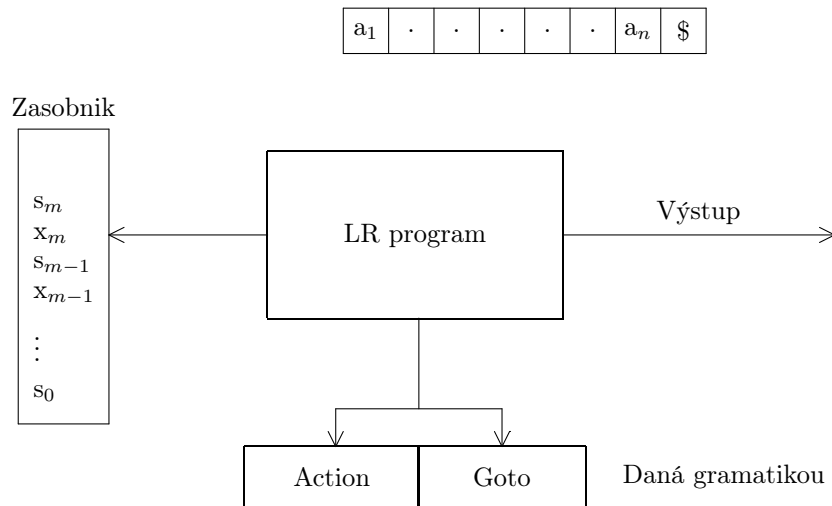 a₁ · · · · · aₙ $
Zasobnik
sₘ
xₘ
sₘ₋₁
xₘ₋₁
⋮
s₀
LR program
Výstup
Action Goto
Daná gramatikou